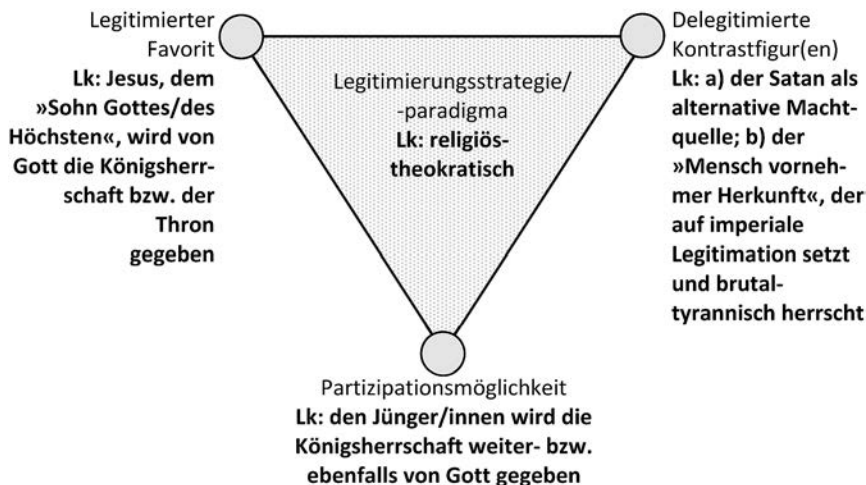 Legitimierter
Favorit
Lk: Jesus, dem
»Sohn Gottes/des
Höchsten«, wird von
Gott die Königsherr-
schaft bzw. der
Thron
gegeben
Legitimierungsstrategie/
-paradigma
Lk: religiös-
theokratisch
Delegitimierte
Kontrastfigur(en)
Lk: a) der Satan als
alternative Macht-
quelle; b) der
»Mensch vorneh-
mer Herkunft«, der
auf imperiale
Legitimation setzt
und brutal-
tyrannisch herrscht
Partizipationsmöglichkeit
Lk: den Jünger/innen wird die
Königsherrschaft weiter- bzw.
ebenfalls von Gott gegeben